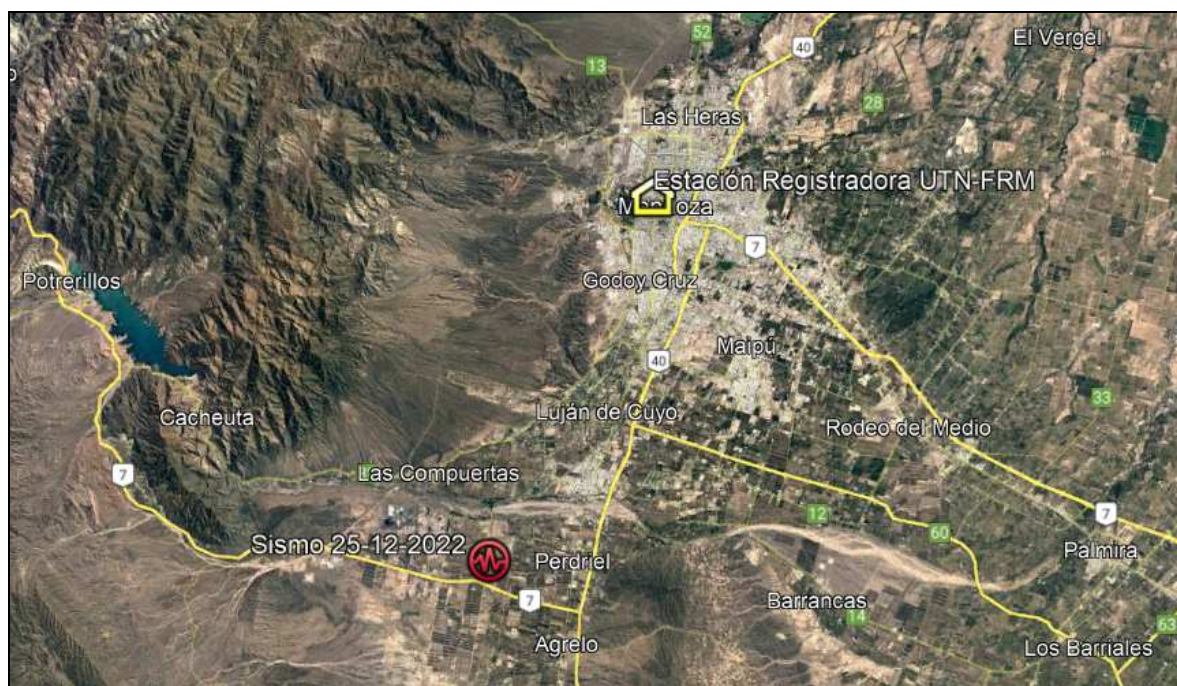 52
40
El Vergel
13
28
Las Heras
Estación Registradora UTN-FRM
7
Potrerillos
Godoy Cruz
Maipú
40
33
Cacheuta
Luján de Cuyo
Rodeo del Medio
7
Las Compuertas
12
7
60
Sismo 25-12-2022
Perdriel
Palmira
7
Barrancas
14
63
Agrelo
Los Barriales